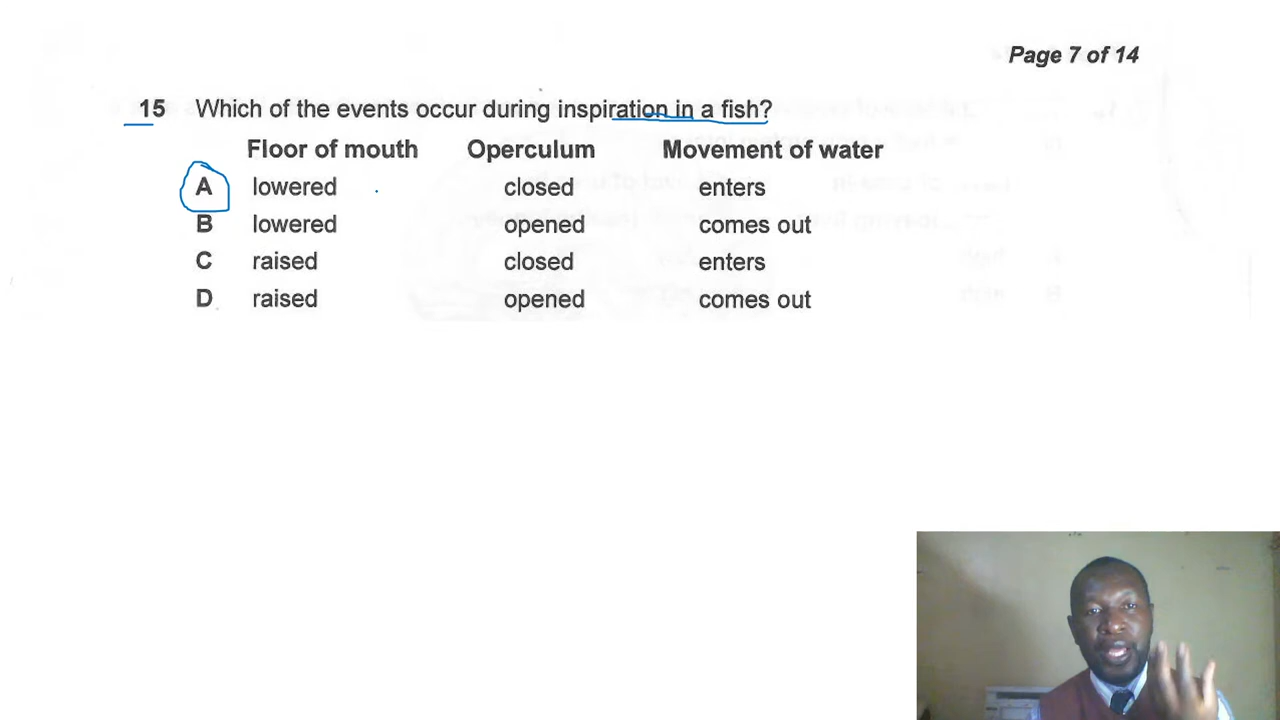 Page 7 of 14
15 Which of the events occur during inspiration in a fish?
Floor of mouth Operculum Movement of water
A lowered closed enters
B lowered opened comes out
C raised closed enters
D raised opened comes out